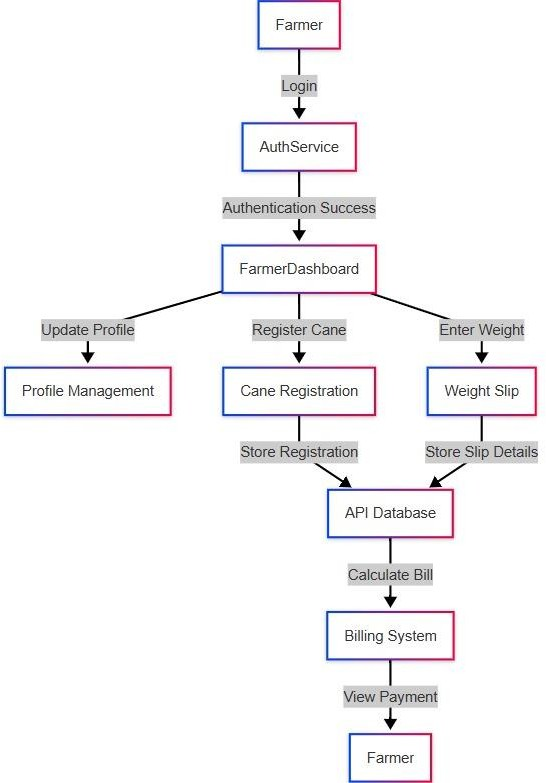 Farmer
Login
AuthService
Authentication Success
FarmerDashboard
Update Profile
Register Cane
Enter Weight
Profile Management
Cane Registration
Weight Slip
Store Registration
Store Slip Details
API Database
Calculate Bill
Billing System
View Payment
Farmer